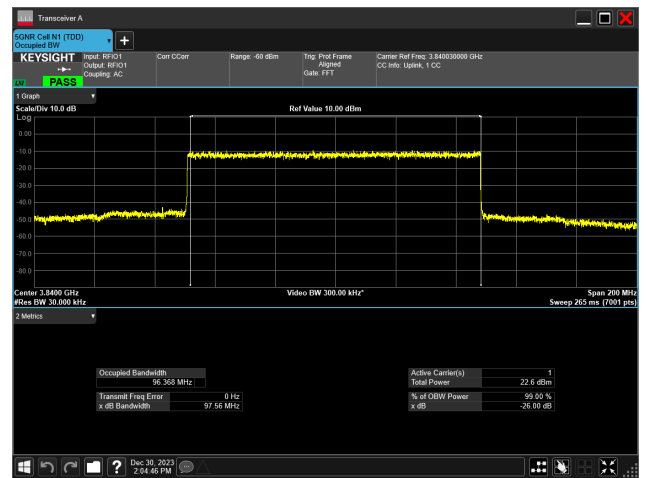 Transceiver A
5GNR Cell N1 (TDD)
Occupied BW
KEYSIGHT
PASS
Input: RFIO1
Output: RFIO1
Coupling: AC
Corr CCorr
Range: -60 dBm
Trig: Prot Frame
Aligned
Gate: FFT
Carrier Ref Freq: 3.840030000 GHz
CC Info: Uplink, 1 CC
1 Graph
Scale/Div 10.0 dB
Ref Value 10.00 dBm
Log
0.00
-10.0
-20.0
-30.0
-40.0
-50.0
-60.0
-70.0
-80.0
Center 3.8400 GHz
Video BW 300.00 kHz*
Span 200 MHz
#Res BW 30.000 kHz
Sweep 265 ms (7001 pts)
2 Metrics
Occupied Bandwidth
96.368 MHz
Transmit Freq Error 0 Hz
x dB Bandwidth 97.56 MHz
Active Carrier(s) 1
Total Power 22.6 dBm
% of OBW Power 99.00 %
x dB -26.00 dB
Dec 30, 2023
2:04:46 PM